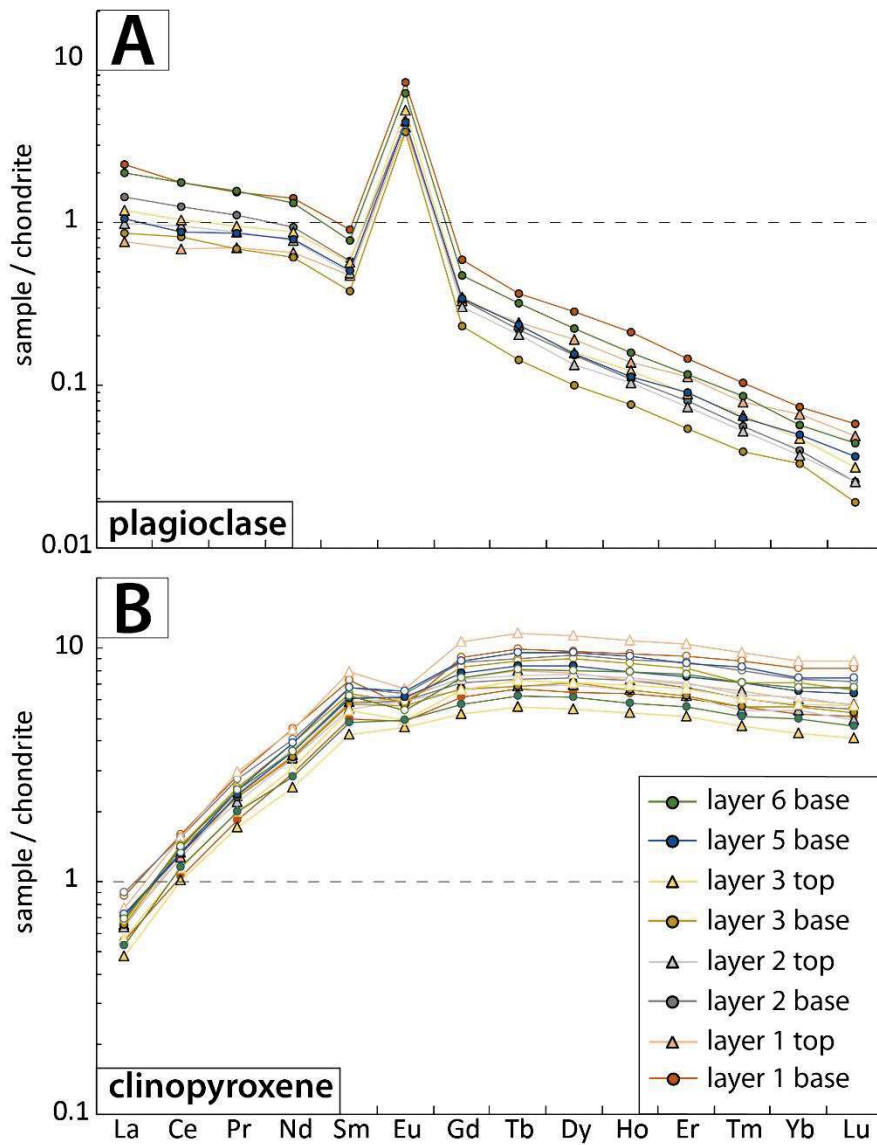 A
10
sample / chondrite
1
0.1
plagioclase
0.01
B
10
sample / chondrite
1
layer 6 base
layer 5 base
layer 3 top
layer 3 base
layer 2 top
layer 2 base
layer 1 top
layer 1 base
clinopyroxene
0.1
La Ce Pr Nd Sm Eu Gd Tb Dy Ho Er Tm Yb Lu